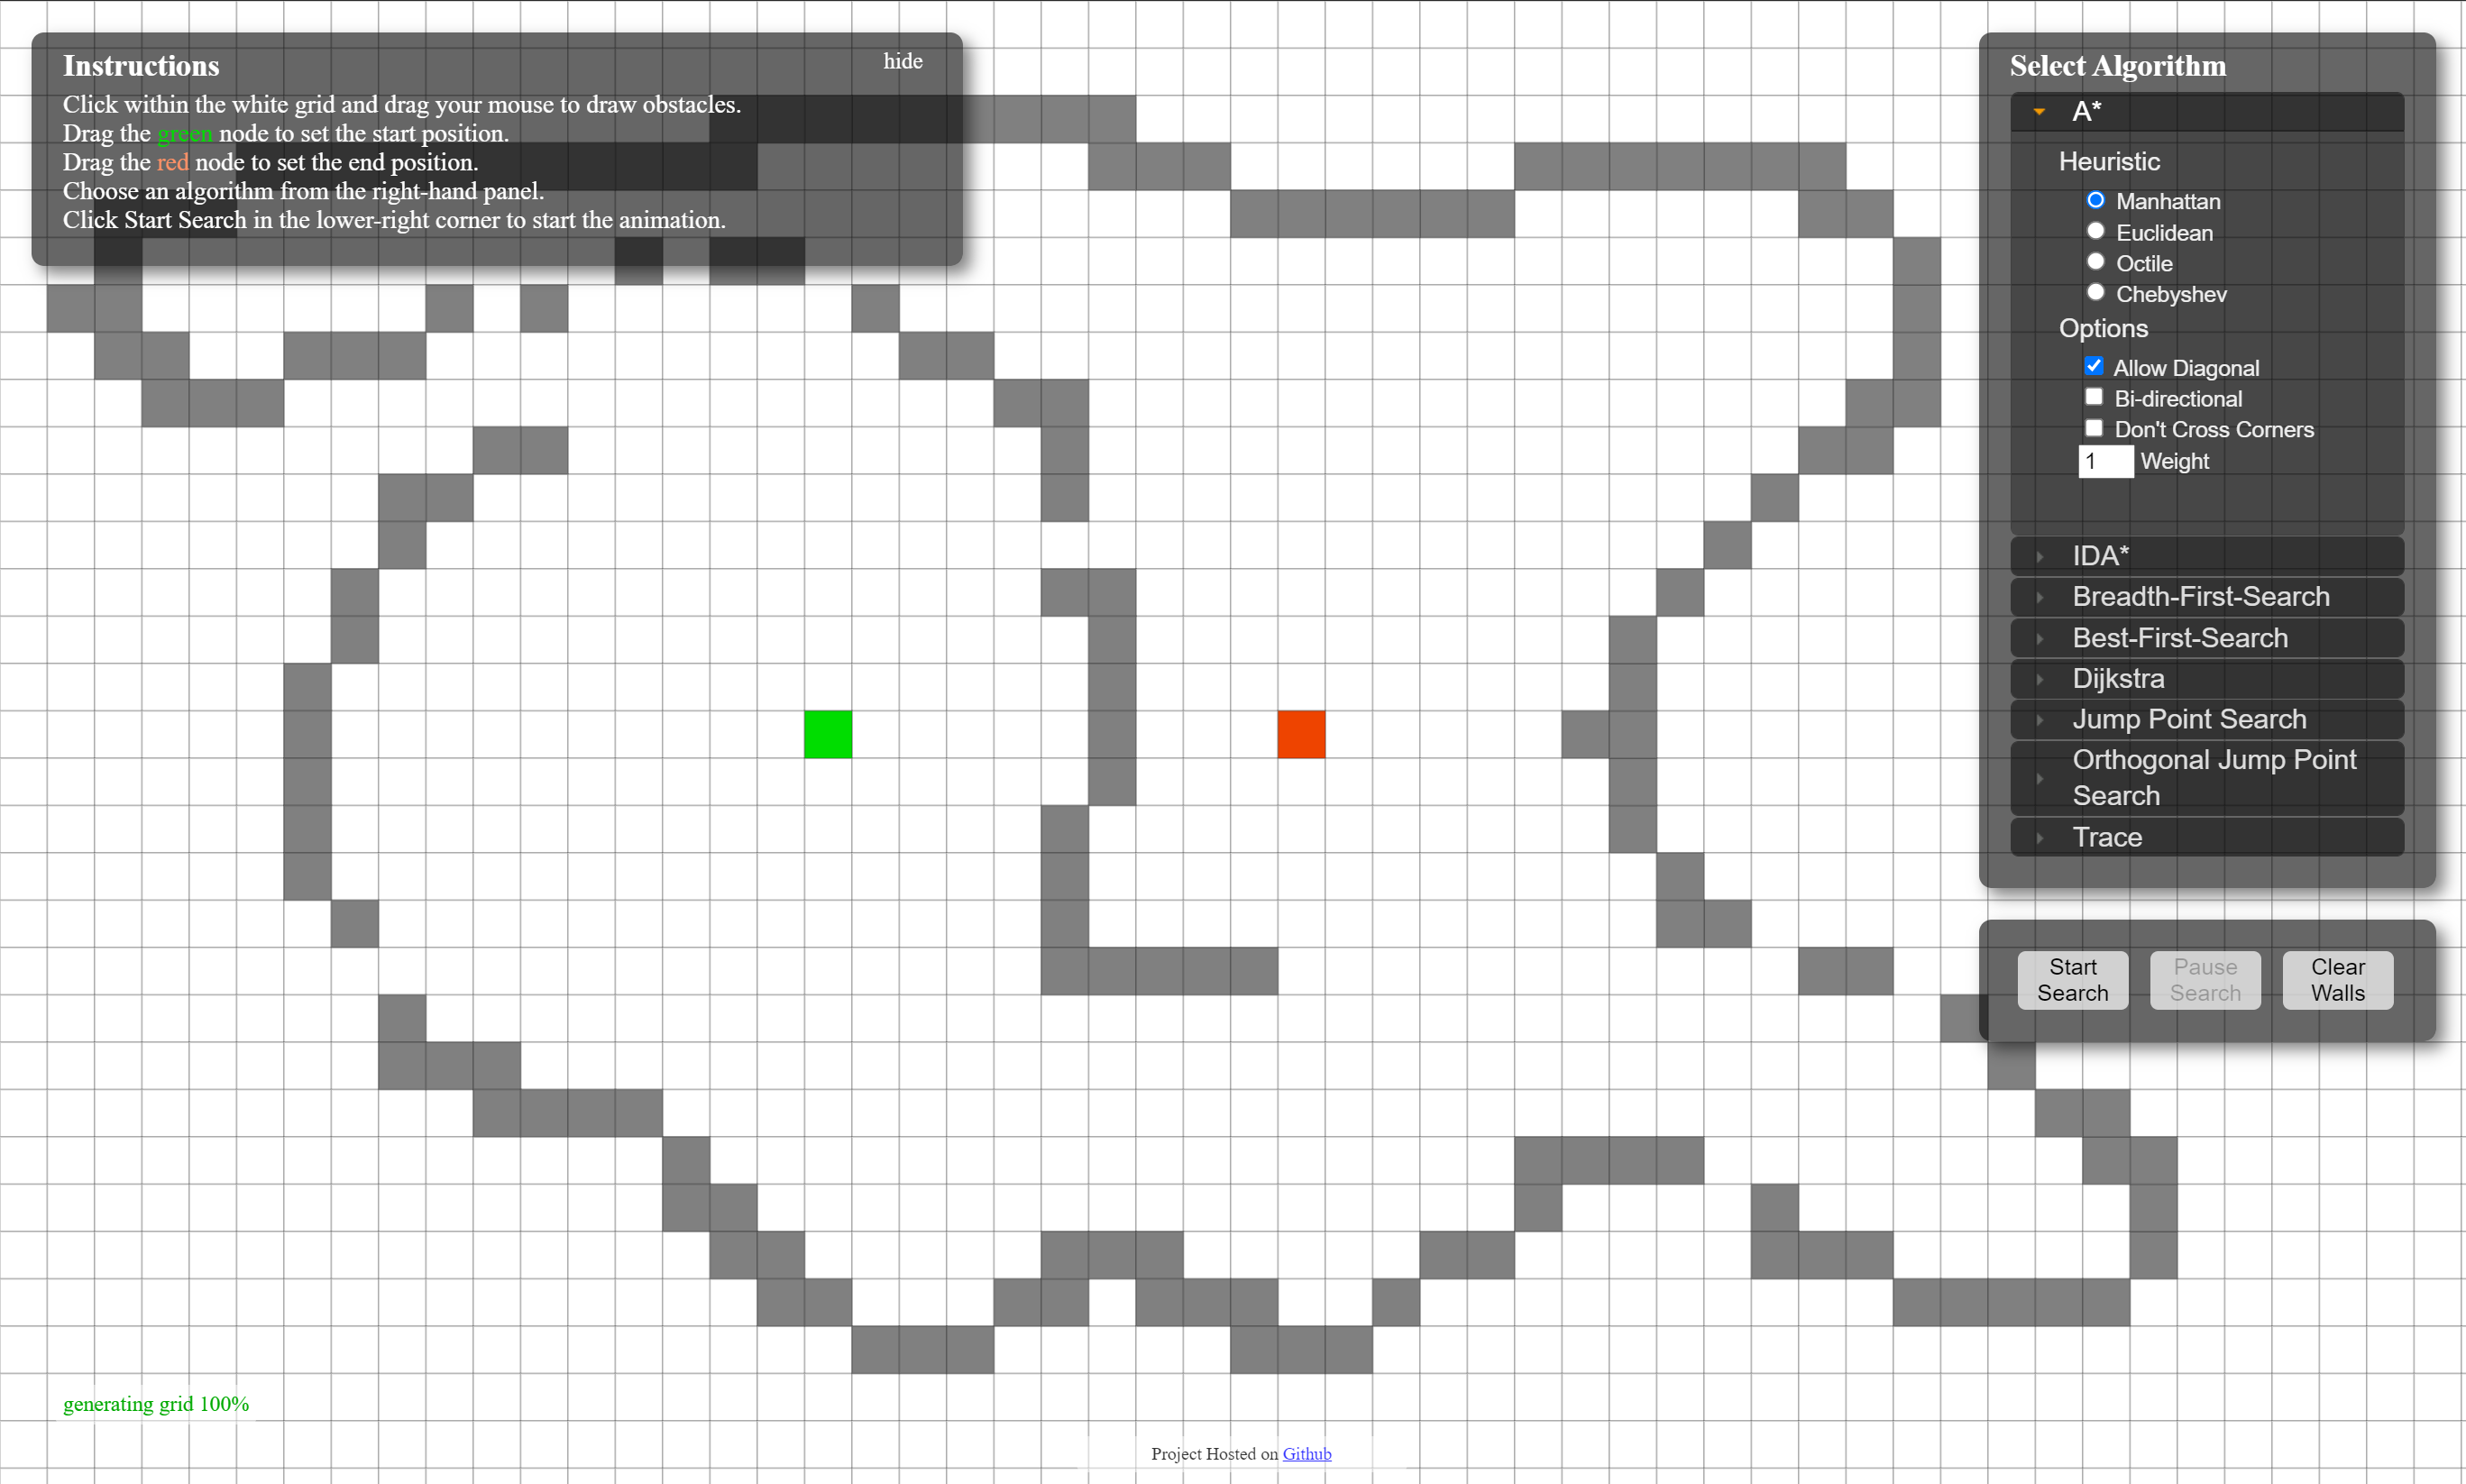 Instructions
hide
Click within the white grid and drag your mouse to draw obstacles.
Drag the green node to set the start position.
Drag the red node to set the end position.
Choose an algorithm from the right-hand panel.
Click Start Search in the lower-right corner to start the animation.
Select Algorithm
A*
Heuristic
Manhattan
Euclidean
Octile
Chebyshev
Options
Allow Diagonal
Bi-directional
Don't Cross Corners
1 Weight
IDA*
Breadth-First-Search
Best-First-Search
Dijkstra
Jump Point Search
Orthogonal Jump Point
Search
Trace
Start
Search
Pause
Search
Clear
Walls
generating grid 100%
Project Hosted on Github